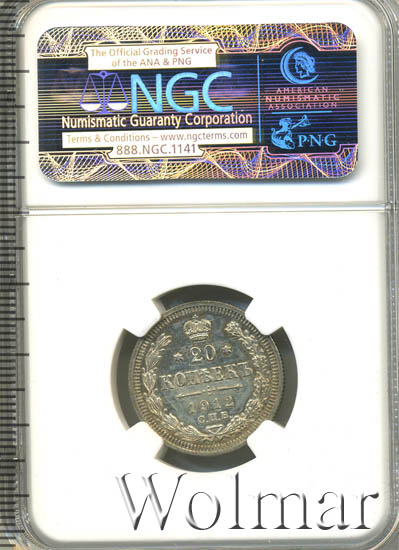 The Official Grading Service
of the ANA & PNG
NGC
Numismatic Guaranty Corporation
Terms & Conditions – www.ngcterms.com
888.NGC.1141
AMERICAN
NUMISMATIC
ASSOCIATION
PNG
20
КОПѢЕКЪ
1912
С.П.Б.
Wolmar